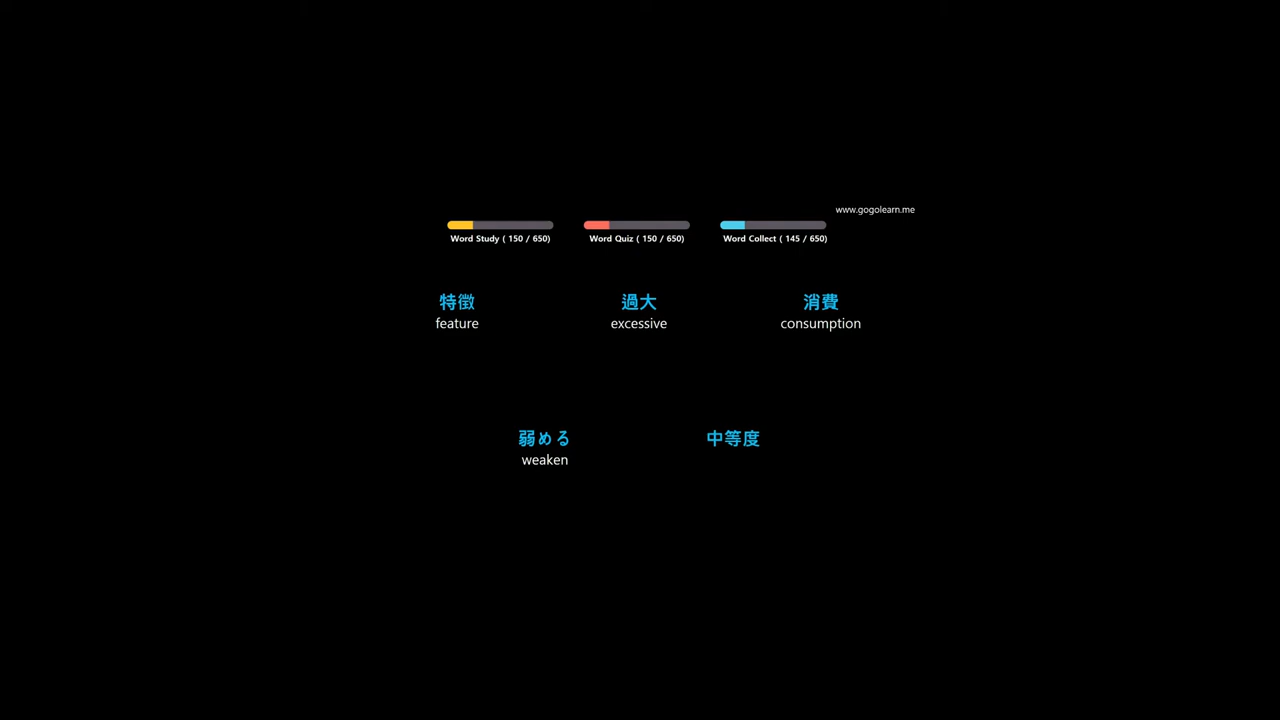 www.gogolearn.me
Word Study ( 150 / 650)
Word Quiz ( 150 / 650)
Word Collect ( 145 / 650)
特徴
feature
過大
excessive
消費
consumption
弱める
weaken
中等度